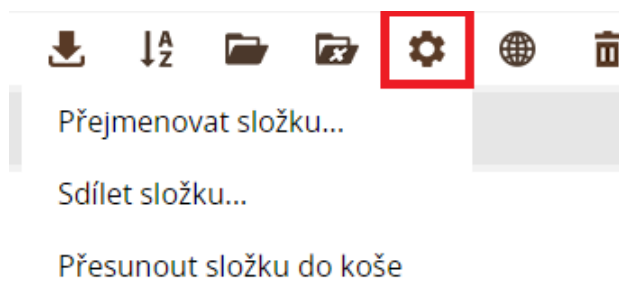 A
Z
Přejmenovat složku...
Sdílet složku...
Přesunout složku do koše